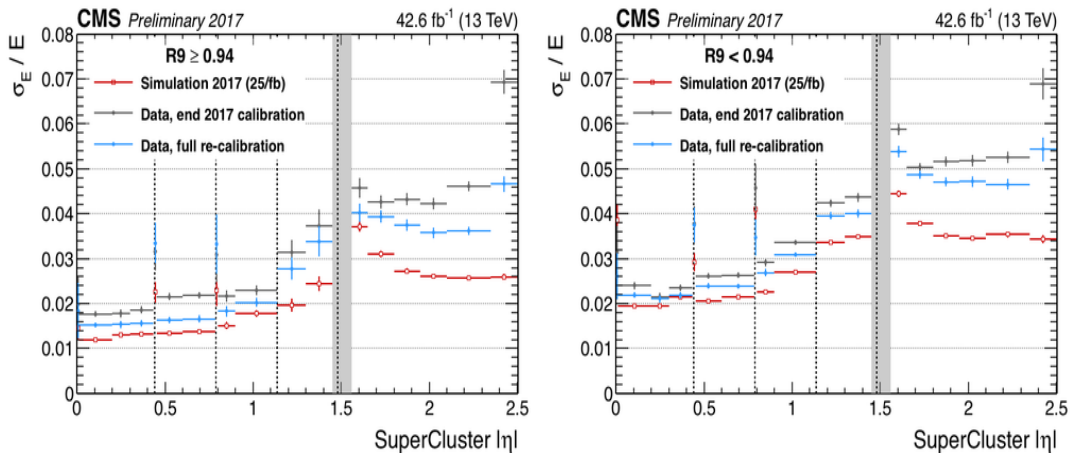 CMS Preliminary 2017 42.6 fb⁻¹ (13 TeV)
σ_E / E
0.08
0.07
0.06
0.05
0.04
0.03
0.02
0.01
0
R9 ≥ 0.94
Simulation 2017 (25/fb)
Data, end 2017 calibration
Data, full re-calibration
0 0.5 1 1.5 2 2.5
SuperCluster |η|
CMS Preliminary 2017 42.6 fb⁻¹ (13 TeV)
σ_E / E
0.08
0.07
0.06
0.05
0.04
0.03
0.02
0.01
0
R9 < 0.94
Simulation 2017 (25/fb)
Data, end 2017 calibration
Data, full re-calibration
0 0.5 1 1.5 2 2.5
SuperCluster |η|